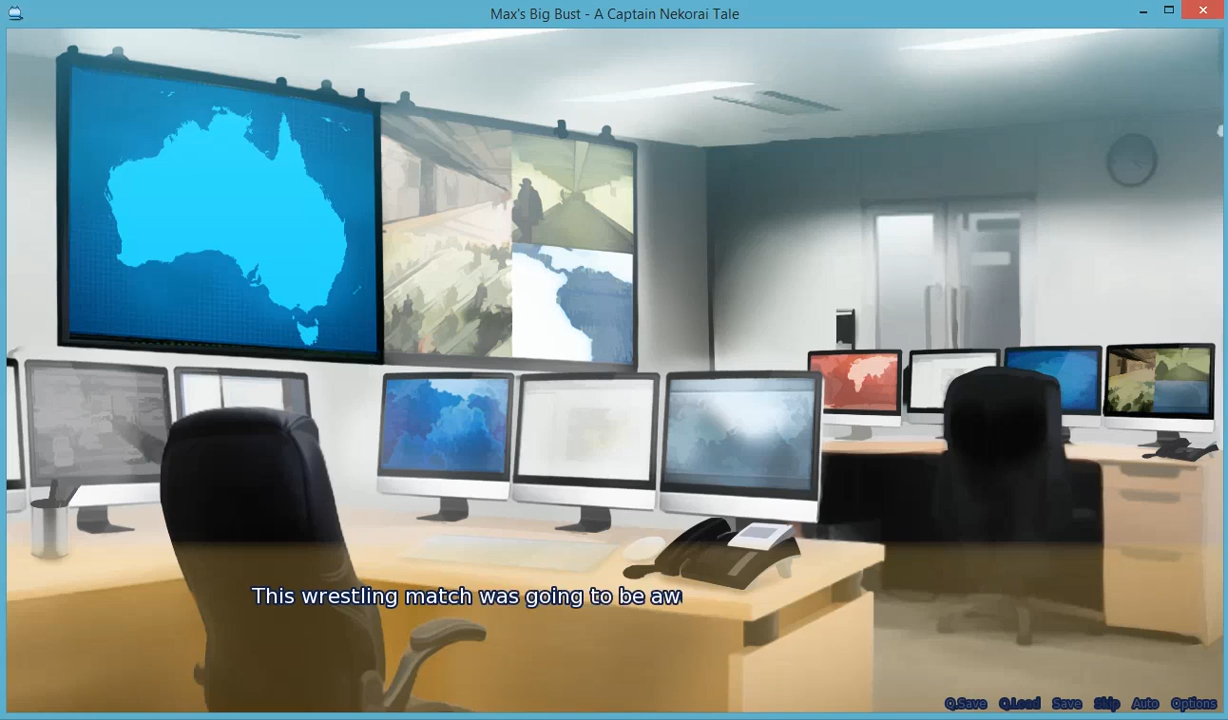 Max's Big Bust - A Captain Nekorai Tale
This wrestling match was going to be aw
Q.Save Q.Load Save Skip Auto Options